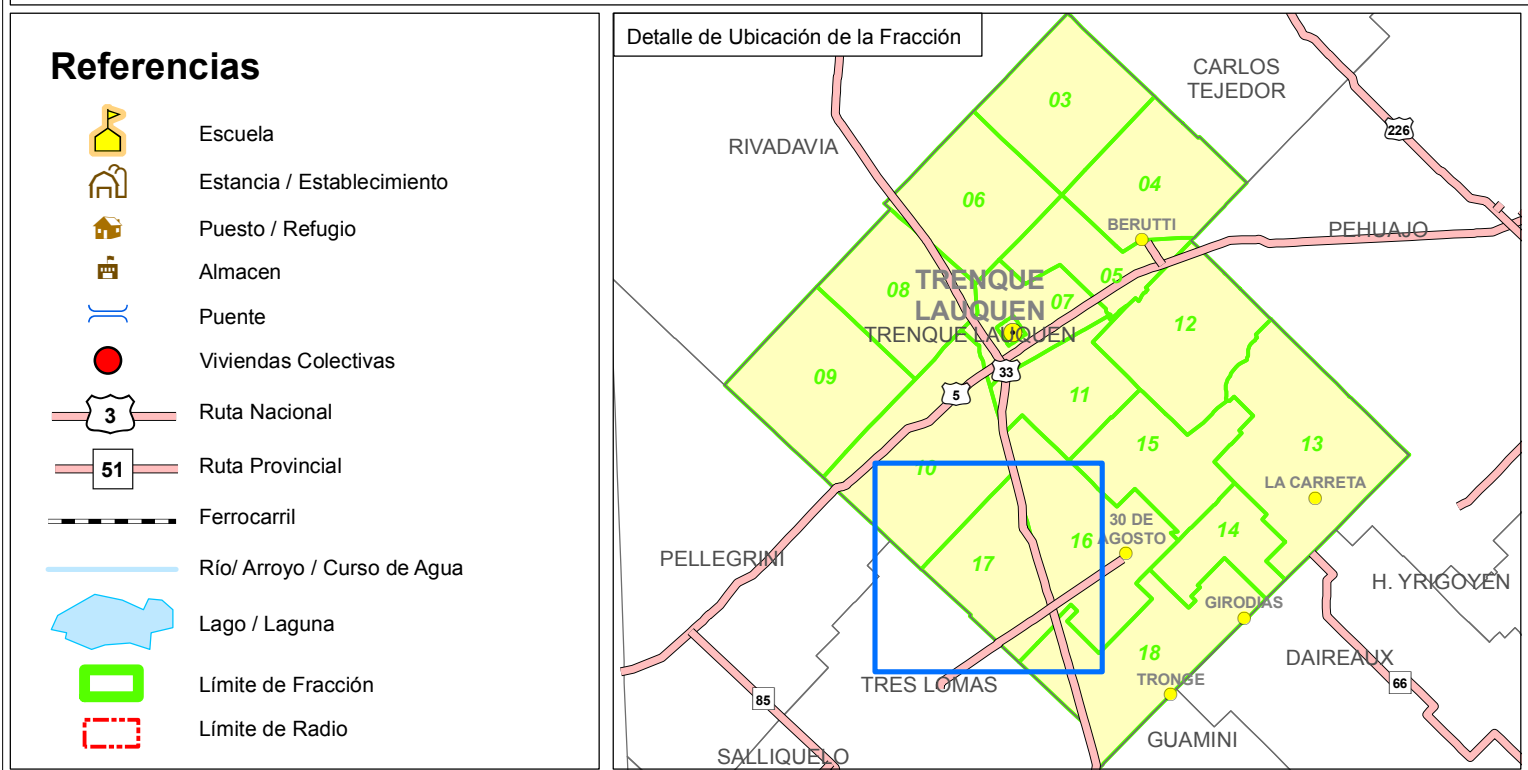 Referencias
Escuela
Estancia / Establecimiento
Puesto / Refugio
Almacen
Puente
Viviendas Colectivas
3
Ruta Nacional
51
Ruta Provincial
Ferrocarril
Río/ Arroyo / Curso de Agua
Lago / Laguna
Límite de Fracción
Límite de Radio
Detalle de Ubicación de la Fracción
CARLOS
TEJEDOR
03
226
RIVADAVIA
04
06
BERUTTI
PEHUAJO
05
TRENQUE
LAUQUEN
08
07
12
TRENQUE LAUQUEN
33
09
5
11
15
13
10
LA CARRETA
30 DE
AGOSTO
14
16
PELLEGRINI
17
H. YRIGOYEN
GIRODIAS
18
DAIREAUX
TRONGE
TRES LOMAS
66
85
GUAMINI
SALLIQUELO